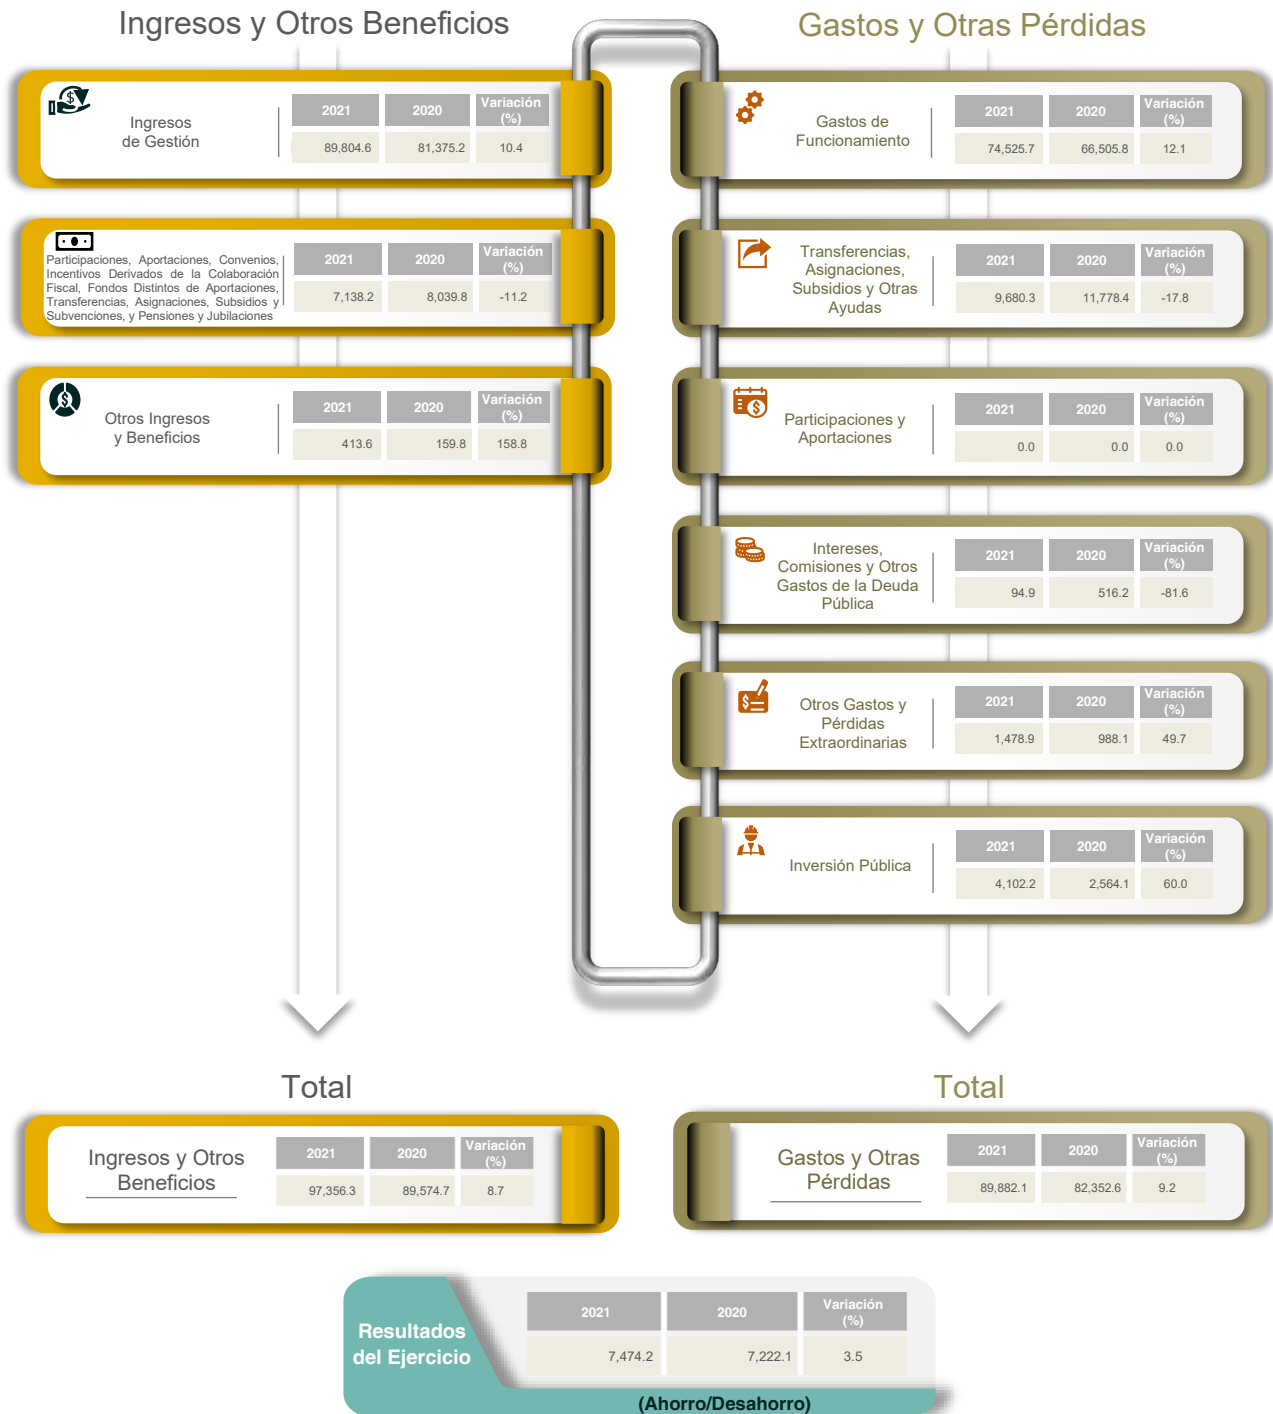 Ingresos y Otros Beneficios
Ingresos
de Gestión
2021 2020 Variación (%)
89,804.6 81,375.2 10.4
Participaciones, Aportaciones, Convenios,
Incentivos Derivados de la Colaboración
Fiscal, Fondos Distintos de Aportaciones,
Transferencias, Asignaciones, Subsidios y
Subvenciones, y Pensiones y Jubilaciones
2021 2020 Variación (%)
7,138.2 8,039.8 -11.2
Otros Ingresos
y Beneficios
2021 2020 Variación (%)
413.6 159.8 158.8
Gastos y Otras Pérdidas
Gastos de
Funcionamiento
2021 2020 Variación (%)
74,525.7 66,505.8 12.1
Transferencias,
Asignaciones,
Subsidios y Otras
Ayudas
2021 2020 Variación (%)
9,680.3 11,778.4 -17.8
Participaciones y
Aportaciones
2021 2020 Variación (%)
0.0 0.0 0.0
Intereses,
Comisiones y Otros
Gastos de la Deuda
Pública
2021 2020 Variación (%)
94.9 516.2 -81.6
Otros Gastos y
Pérdidas
Extraordinarias
2021 2020 Variación (%)
1,478.9 988.1 49.7
Inversión Pública
2021 2020 Variación (%)
4,102.2 2,564.1 60.0
Total
Ingresos y Otros
Beneficios
2021 2020 Variación (%)
97,356.3 89,574.7 8.7
Total
Gastos y Otras
Pérdidas
2021 2020 Variación (%)
89,882.1 82,352.6 9.2
Resultados
del Ejercicio
2021 2020 Variación (%)
7,474.2 7,222.1 3.5
(Ahorro/Desahorro)